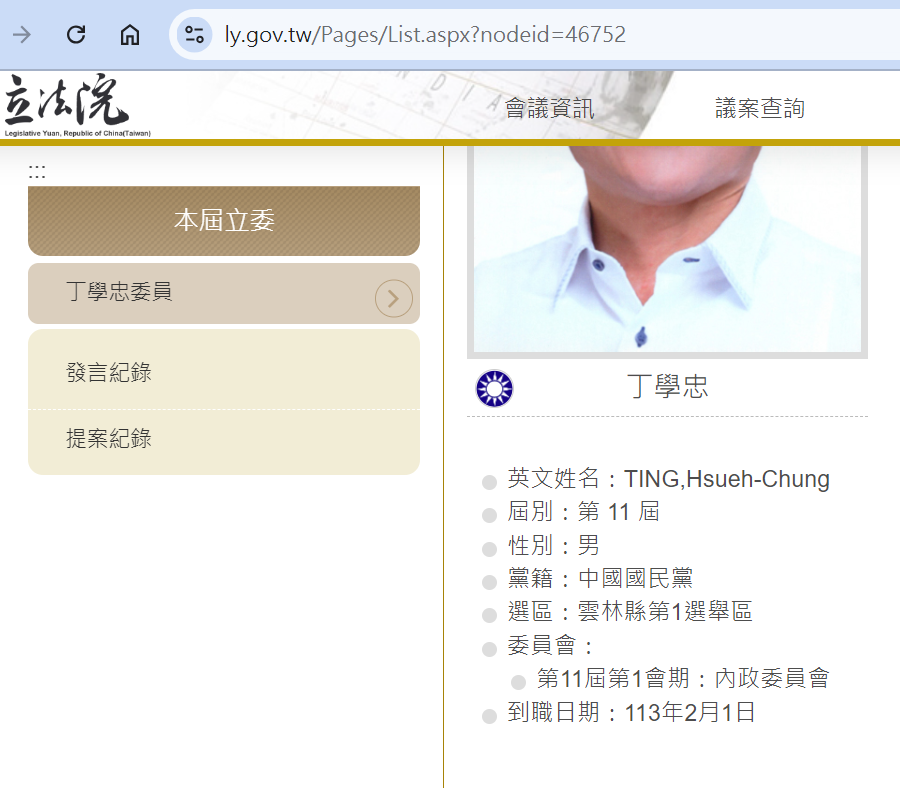 ly.gov.tw/Pages/List.aspx?nodeid=46752
立法院
Legislative Yuan, Republic of China(Taiwan)
會議資訊
議案查詢
:::
本屆立委
丁學忠委員
發言紀錄
提案紀錄
丁學忠
英文姓名：TING,Hsueh-Chung
屆別：第 11 屆
性別：男
黨籍：中國國民黨
選區：雲林縣第1選舉區
委員會：
第11屆第1會期：內政委員會
到職日期：113年2月1日